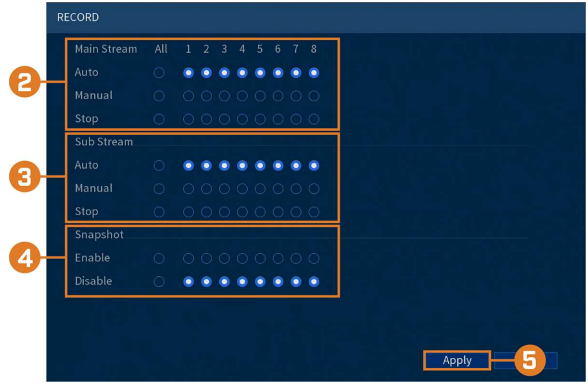 RECORD
Main Stream All 1 2 3 4 5 6 7 8
Auto
2
Manual
Stop
Sub Stream
Auto
3
Manual
Stop
Snapshot
4
Enable
Disable
Apply
5